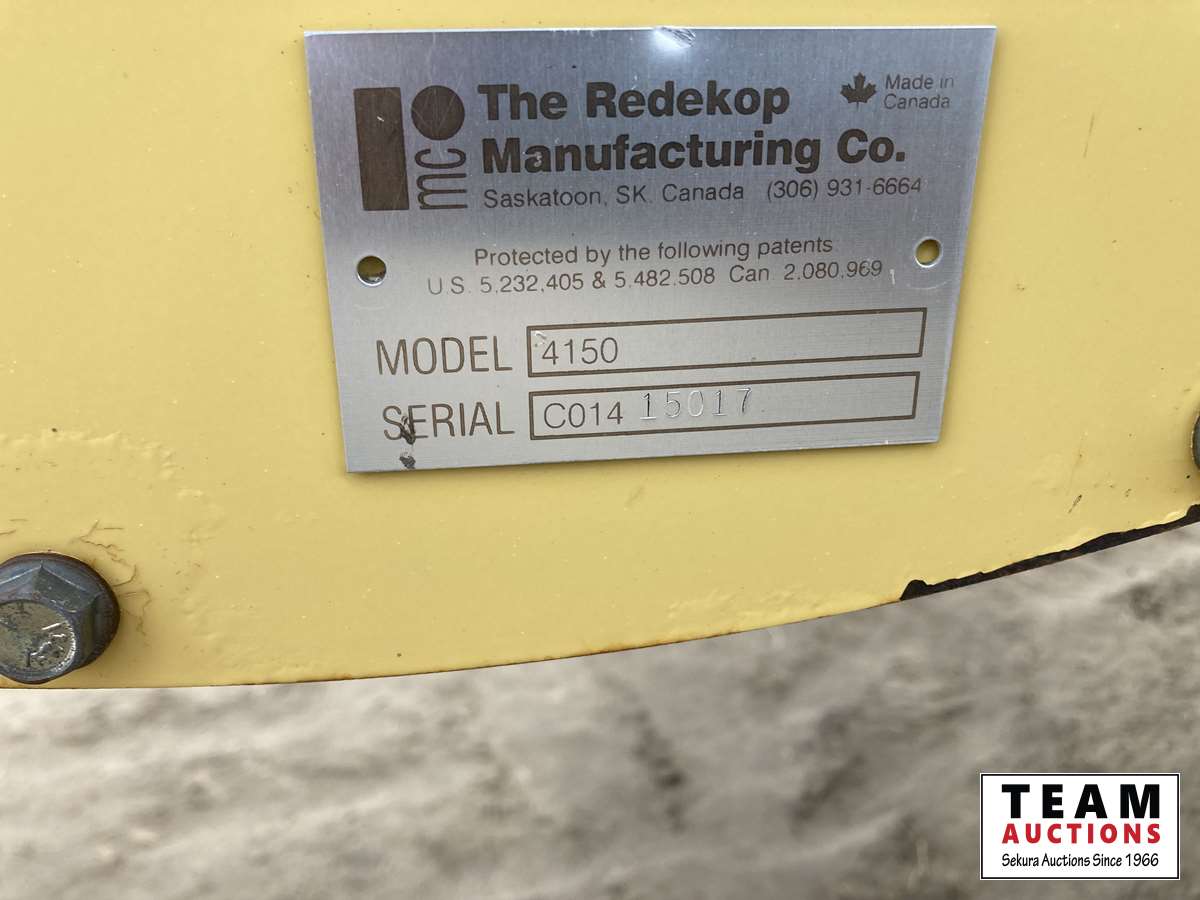 mc
The Redekop
Manufacturing Co.
Saskatoon, SK. Canada (306) 931-6664
Made in
Canada
Protected by the following patents
U.S. 5,232,405 & 5,482,508 Can 2,080,969
MODEL 4150
SERIAL C014 15017
TEAM
AUCTIONS
Sekura Auctions Since 1966